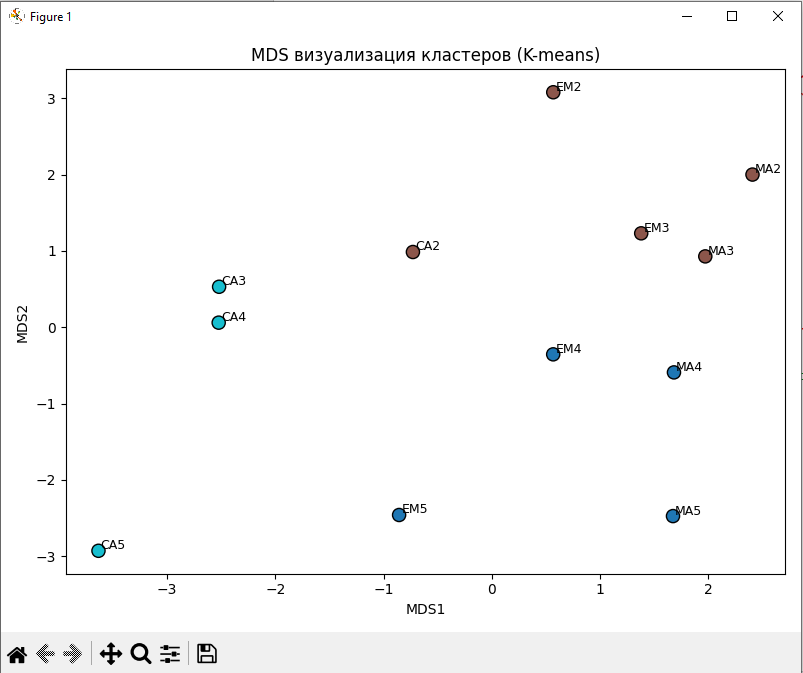 Figure 1
MDS визуализация кластеров (K-means)
3
2
1
0
−1
−2
−3
MDS2
EM2
MA2
EM3
CA2
MA3
CA3
CA4
EM4
MA4
EM5
MA5
CA5
−3 −2 −1 0 1 2
MDS1